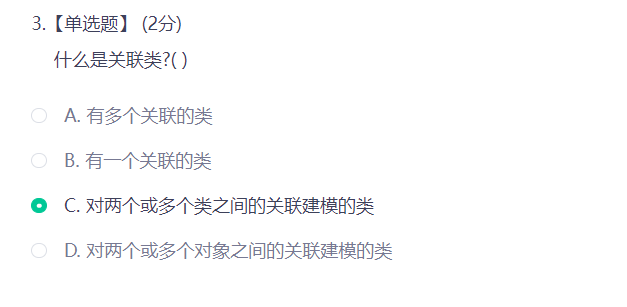 3.【单选题】 (2分)
什么是关联类?( )
A. 有多个关联的类
B. 有一个关联的类
C. 对两个或多个类之间的关联建模的类
D. 对两个或多个对象之间的关联建模的类